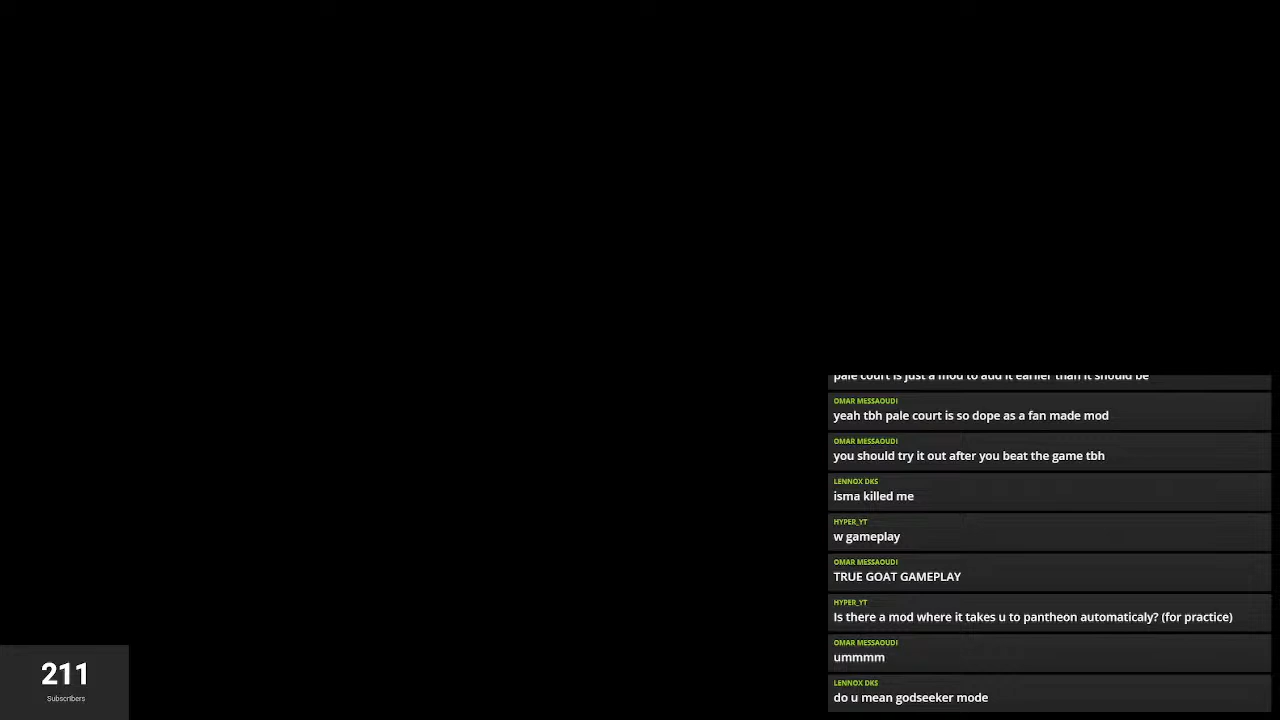 pale court is just a mod to add it earlier than it should be
OMAR MESSAOUDI
yeah tbh pale court is so dope as a fan made mod
OMAR MESSAOUDI
you should try it out after you beat the game tbh
LENNOX DKS
isma killed me
HYPER_YT
w gameplay
OMAR MESSAOUDI
TRUE GOAT GAMEPLAY
HYPER_YT
Is there a mod where it takes u to pantheon automaticaly? (for practice)
OMAR MESSAOUDI
ummmm
LENNOX DKS
do u mean godseeker mode
211
Subscribers